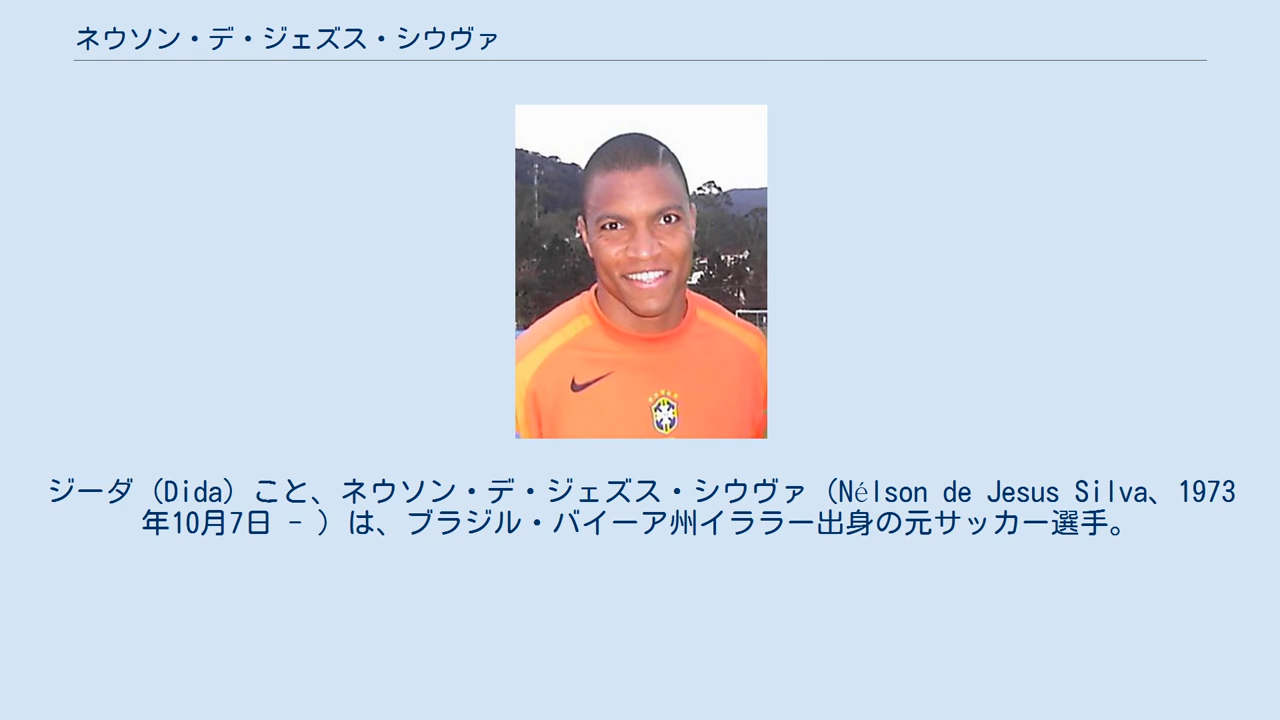 ネウソン・デ・ジェズス・シウヴァ
ジーダ（Dida）こと、ネウソン・デ・ジェズス・シウヴァ（Nélson de Jesus Silva、1973
年10月7日 - ）は、ブラジル・バイーア州イララー出身の元サッカー選手。